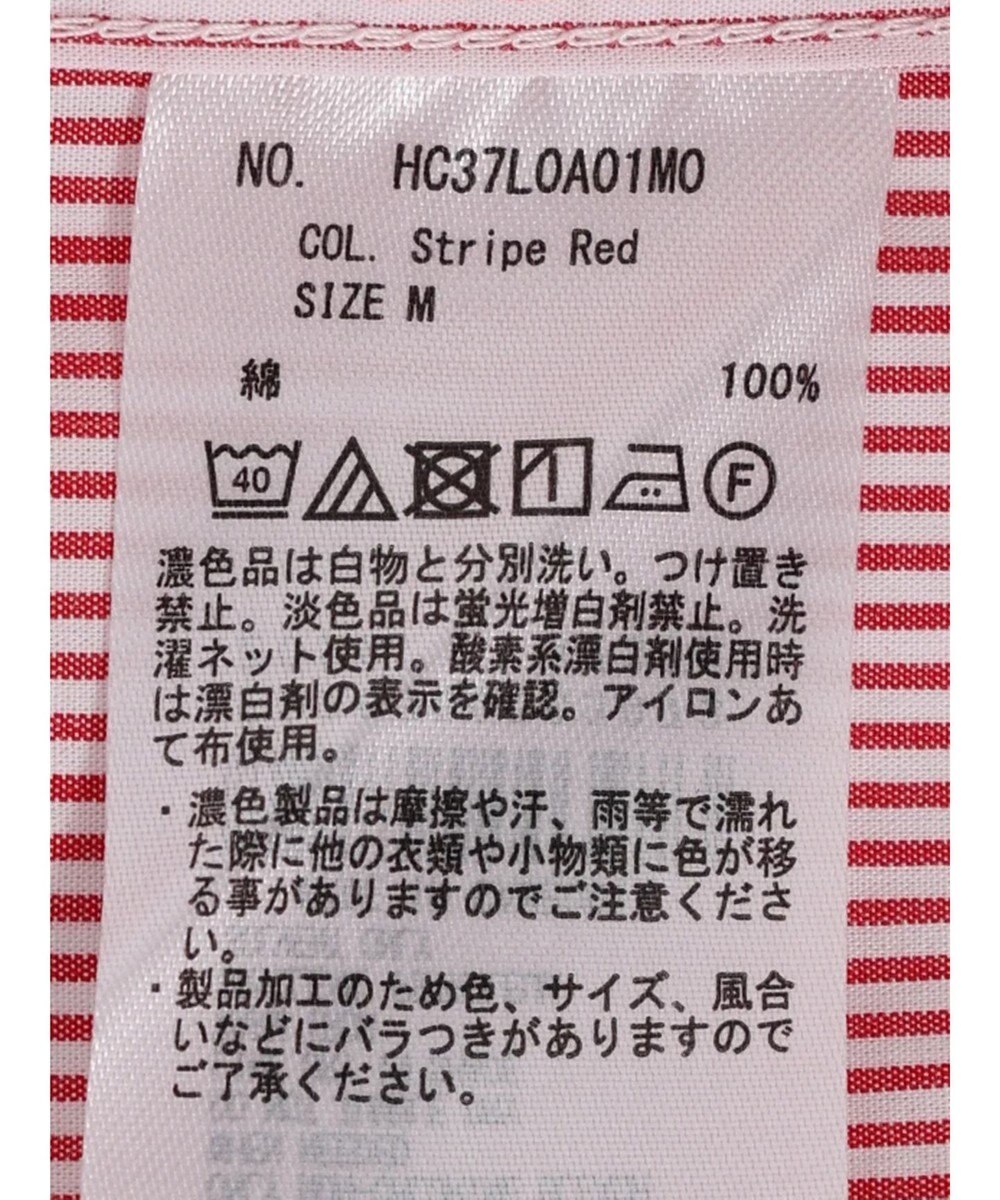 NO. HC37L0A01MO
COL. Stripe Red
SIZE M
綿 100%
40 F
濃色品は白物と分別洗い。つけ置き
禁止。淡色品は蛍光増白剤禁止。洗
濯ネット使用。酸素系漂白剤使用時
は漂白剤の表示を確認。アイロンあ
て布使用。
・濃色製品は摩擦や汗、雨等で濡れ
た際に他の衣類や小物類に色が移
る事がありますのでご注意くださ
い。
・製品加工のため色、サイズ、風合
いなどにバラつきがありますので
ご了承ください。